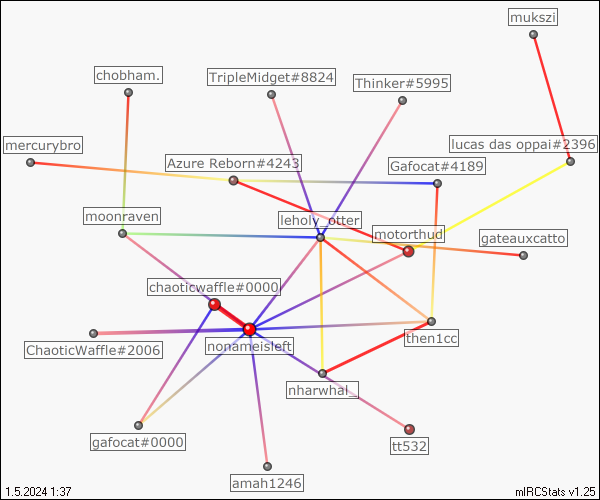 mukszi
chobham.
TripleMidget#8824
Thinker#5995
mercurybro
lucas das oppai#2396
Azure Reborn#4243
Gafocat#4189
moonraven
leholy_otter
motorthud
gateauxcatto
chaoticwaffle#0000
ChaoticWaffle#2006
nonameisleft
then1cc
nharwhal_
gafocat#0000
tt532
amah1246
1.5.2024 1:37
mIRCStats v1.25